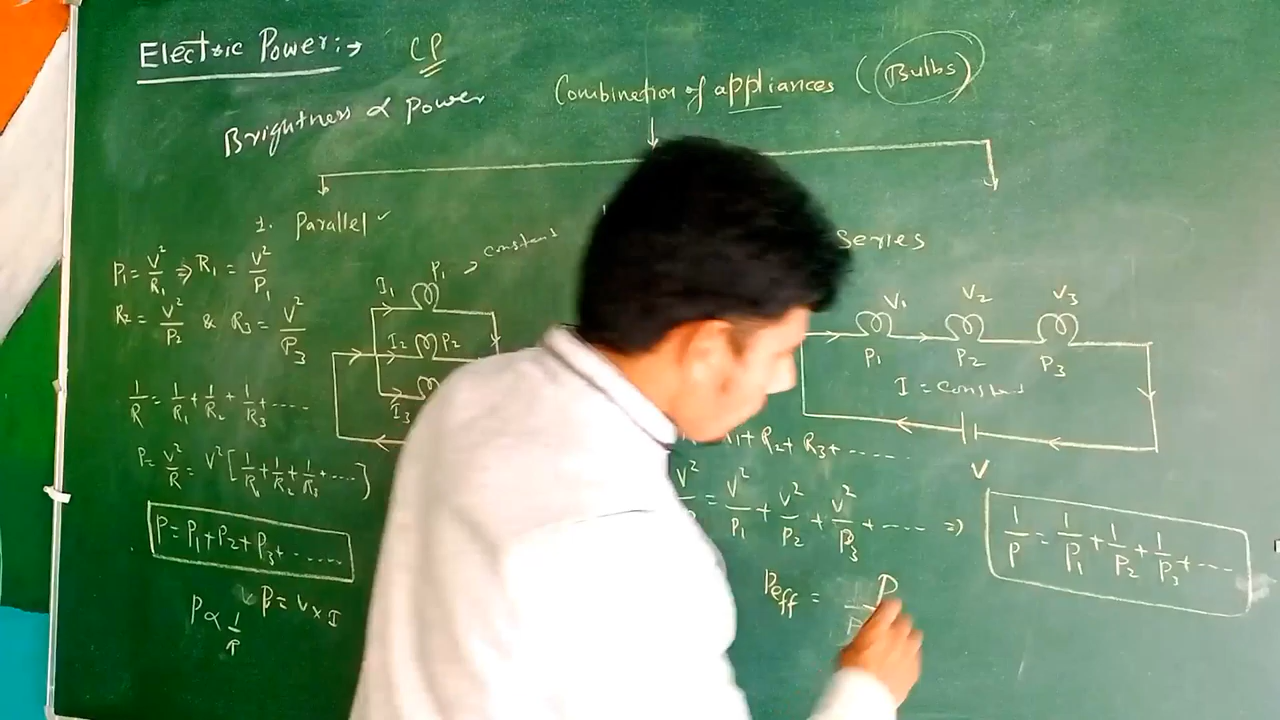 Electric Power:→ CP
Combination of appliances (Bulbs)
Brightness ∝ Power
1. Parallel ✓
P₁ = V²/R₁ ⇒ R₁ = V²/P₁
R₂ = V²/P₂ & R₃ = V²/P₃
1/R = 1/R₁ + 1/R₂ + 1/R₃ + ....
P = V²/R = V²[1/R₁ + 1/R₂ + 1/R₃ + ....]
P = P₁ + P₂ + P₃ + ......
P ∝ 1/r
P = V × I
I₁ P₁ → constant
I₂ P₂
I₃
Series
V₁ V₂ V₃
P₁ P₂ P₃
I = constant
V
+ R₂ + R₃ + ......
V² = V²/P₁ + V²/P₂ + V²/P₃ + .... ⇒
1/P = 1/P₁ + 1/P₂ + 1/P₃ + ....
Peff = P